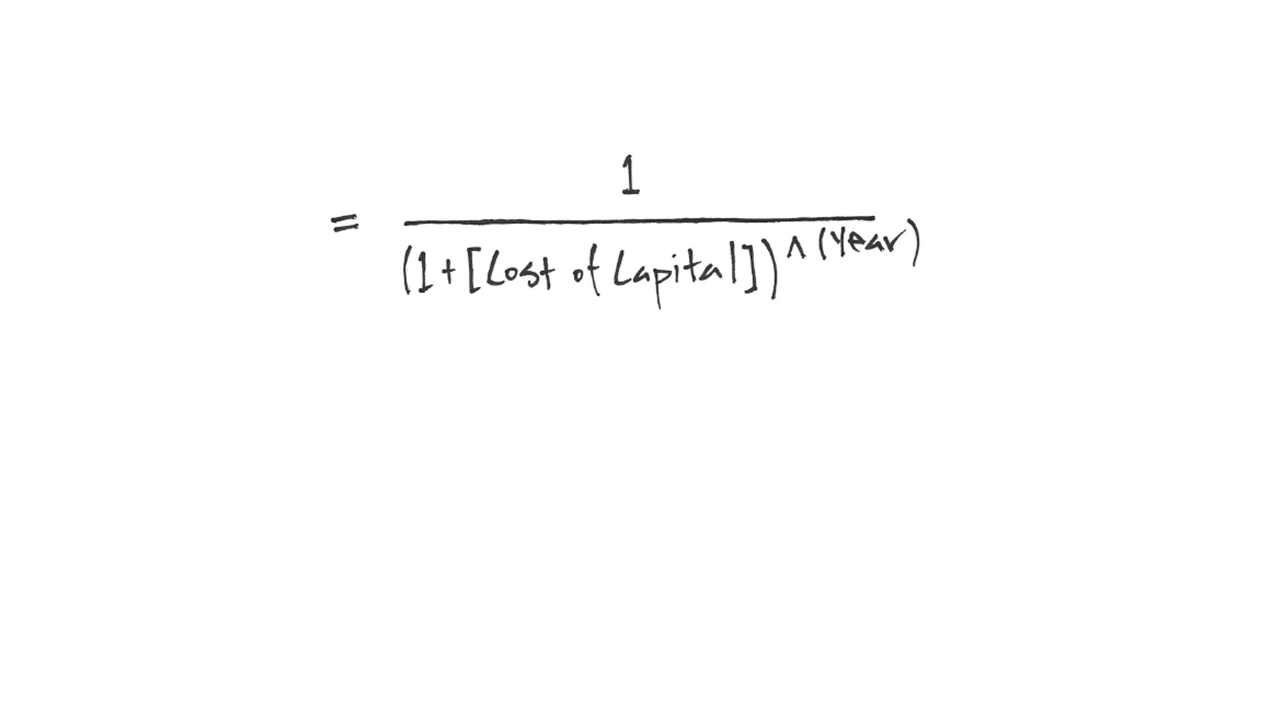 1
=
(1+[Cost of Capital])^(Year)